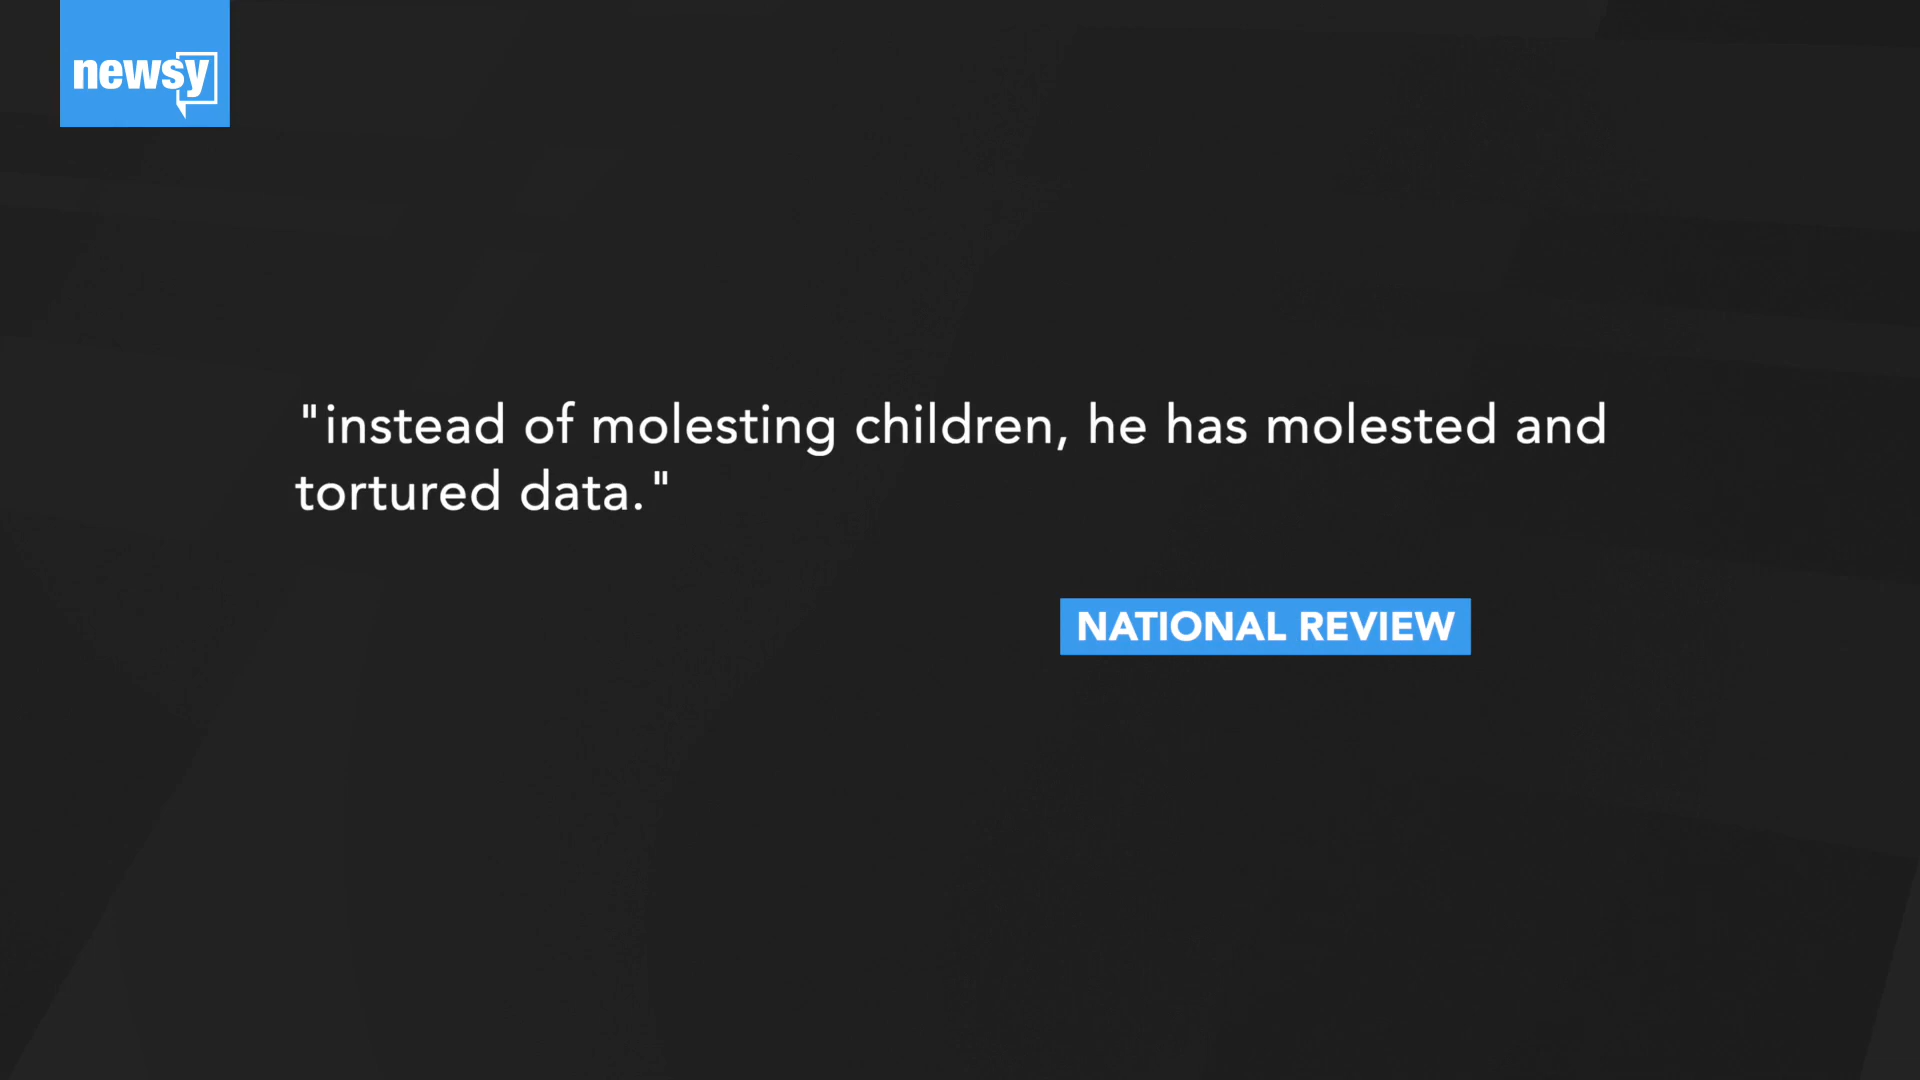 newsy
"instead of molesting children, he has molested and
tortured data."
NATIONAL REVIEW